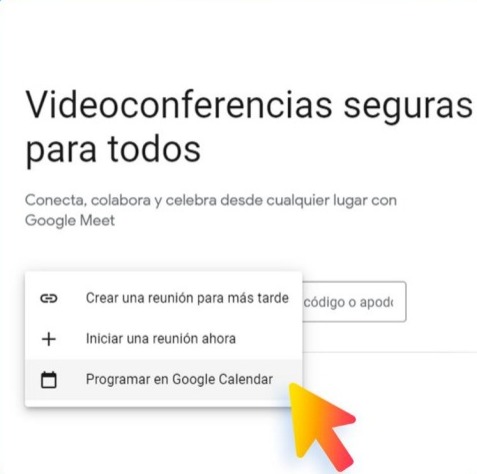 Videoconferencias seguras
para todos
Conecta, colabora y celebra desde cualquier lugar con
Google Meet
Crear una reunión para más tarde
código o apodo
Iniciar una reunión ahora
Programar en Google Calendar